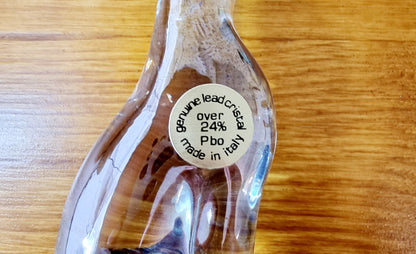 genuine lead cristal
over
24%
Pbo
made in italy